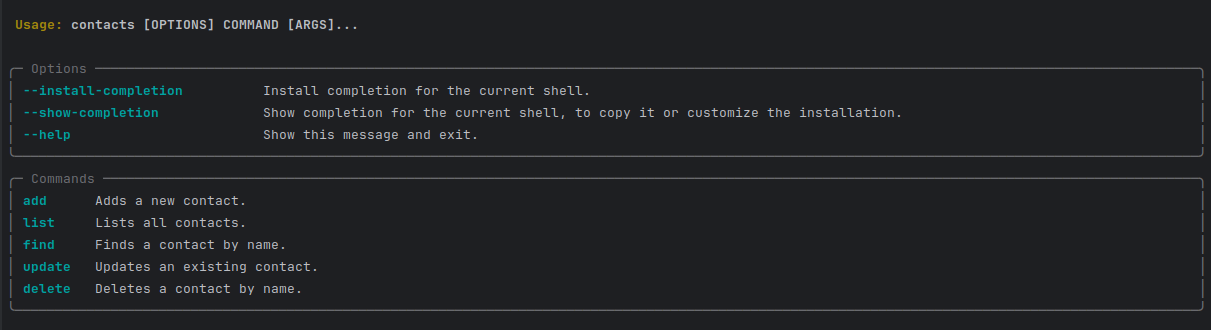 Usage: contacts [OPTIONS] COMMAND [ARGS]...
Options
--install-completion Install completion for the current shell.
--show-completion Show completion for the current shell, to copy it or customize the installation.
--help Show this message and exit.
Commands
add Adds a new contact.
list Lists all contacts.
find Finds a contact by name.
update Updates an existing contact.
delete Deletes a contact by name.